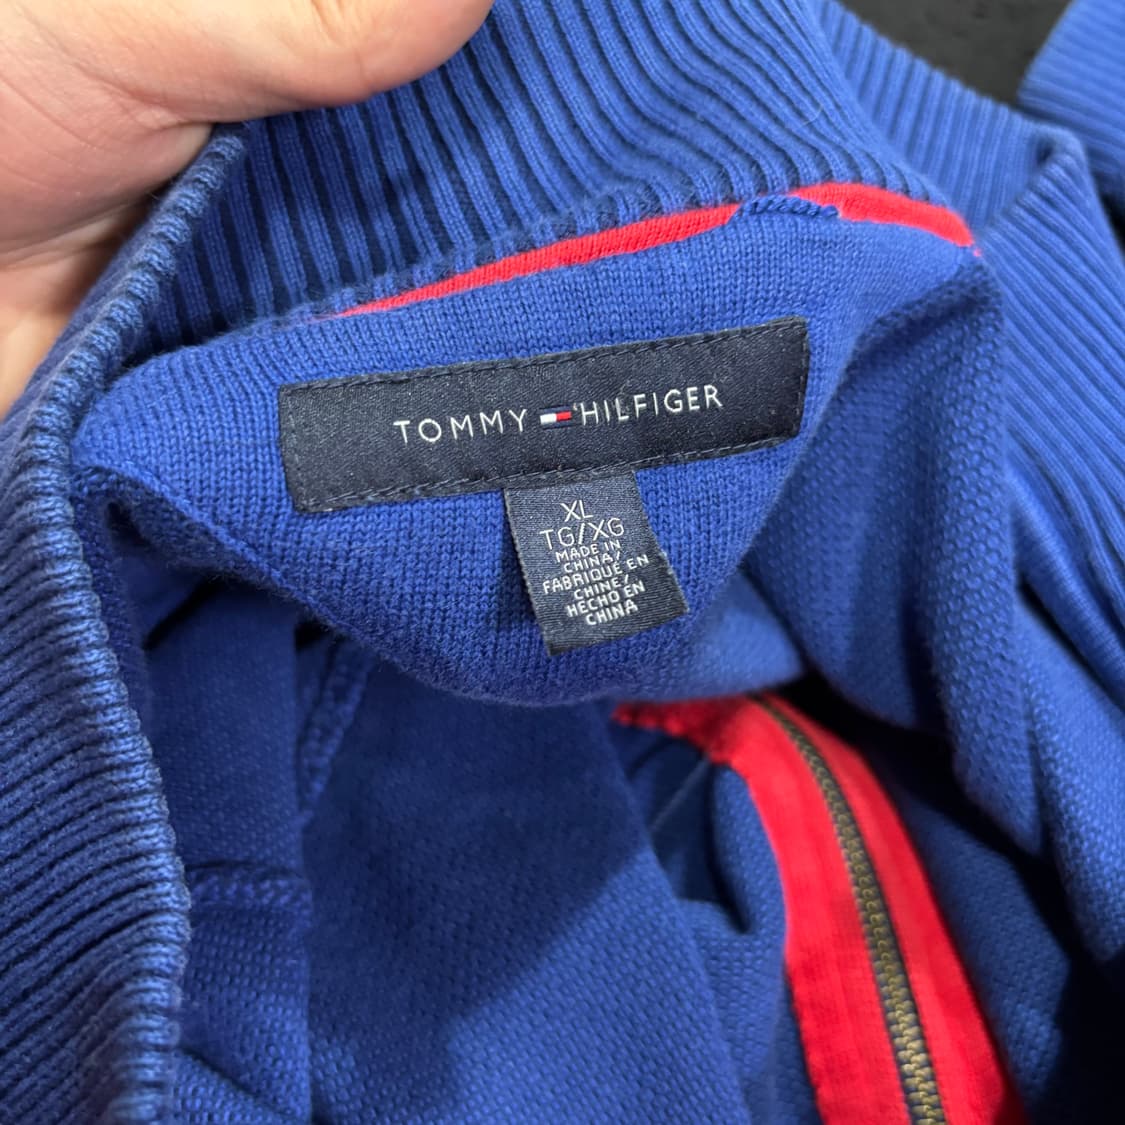 TOMMY HILFIGER
XL
TG/XG
MADE IN
CHINA/
FABRIQUÉ EN
CHINE/
HECHO EN
CHINA